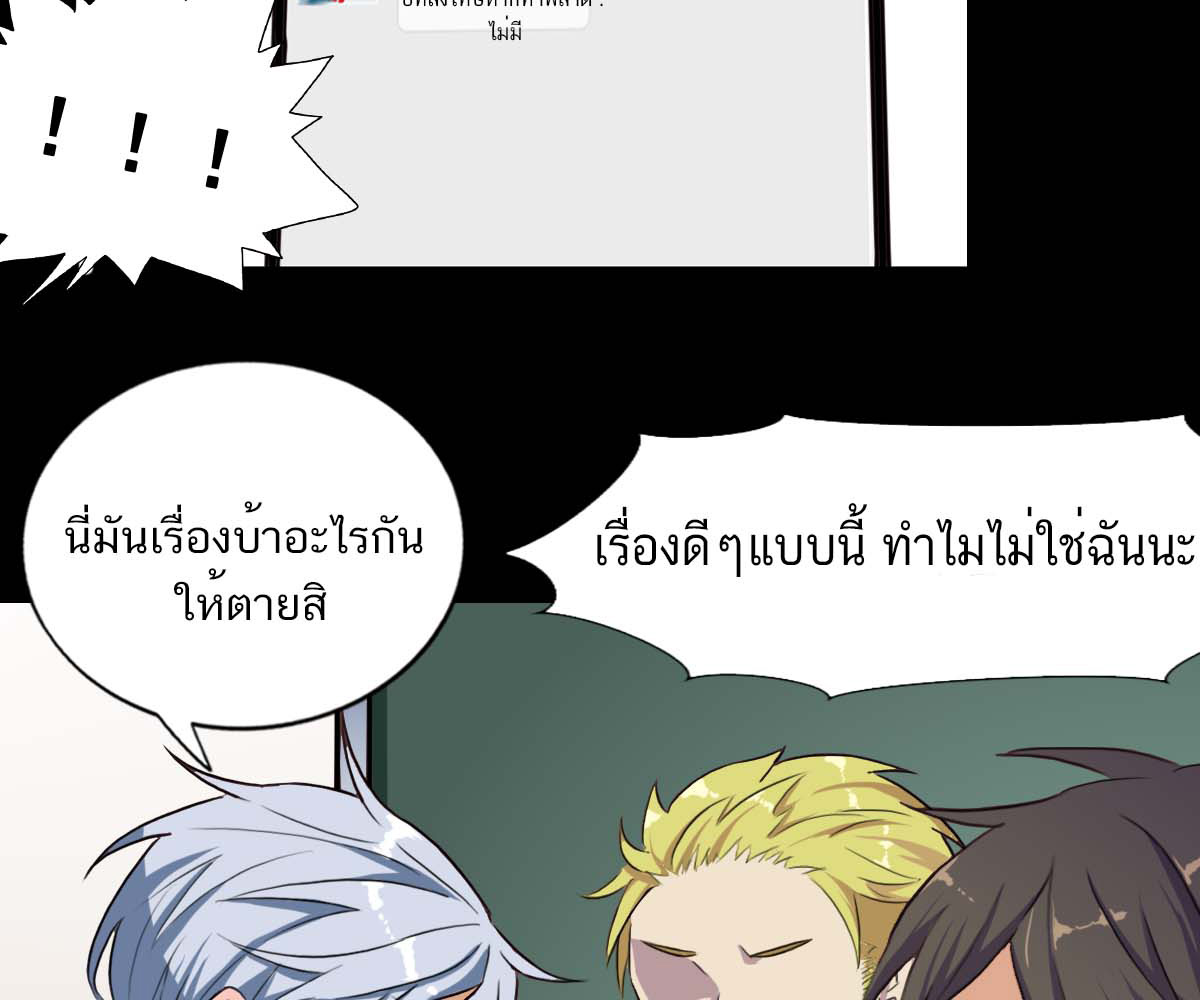 ไม่มี
! ! !
นี่มันเรื่องบ้าอะไรกัน
ให้ตายสิ
เรื่องดีๆแบบนี้ ทำไมไม่ใช่ฉันนะ